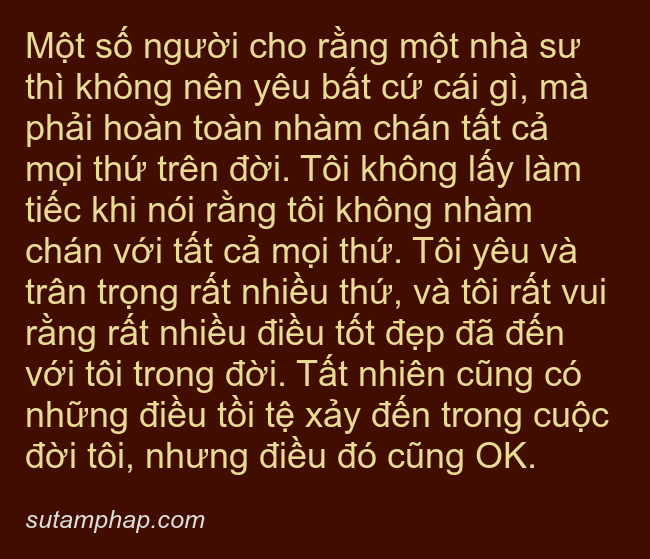 Một số người cho rằng một nhà sư
thì không nên yêu bất cứ cái gì, mà
phải hoàn toàn nhàm chán tất cả
mọi thứ trên đời. Tôi không lấy làm
tiếc khi nói rằng tôi không nhàm
chán với tất cả mọi thứ. Tôi yêu và
trân trọng rất nhiều thứ, và tôi rất vui
rằng rất nhiều điều tốt đẹp đã đến
với tôi trong đời. Tất nhiên cũng có
những điều tồi tệ xảy đến trong cuộc
đời tôi, nhưng điều đó cũng OK.
sutamphap.com